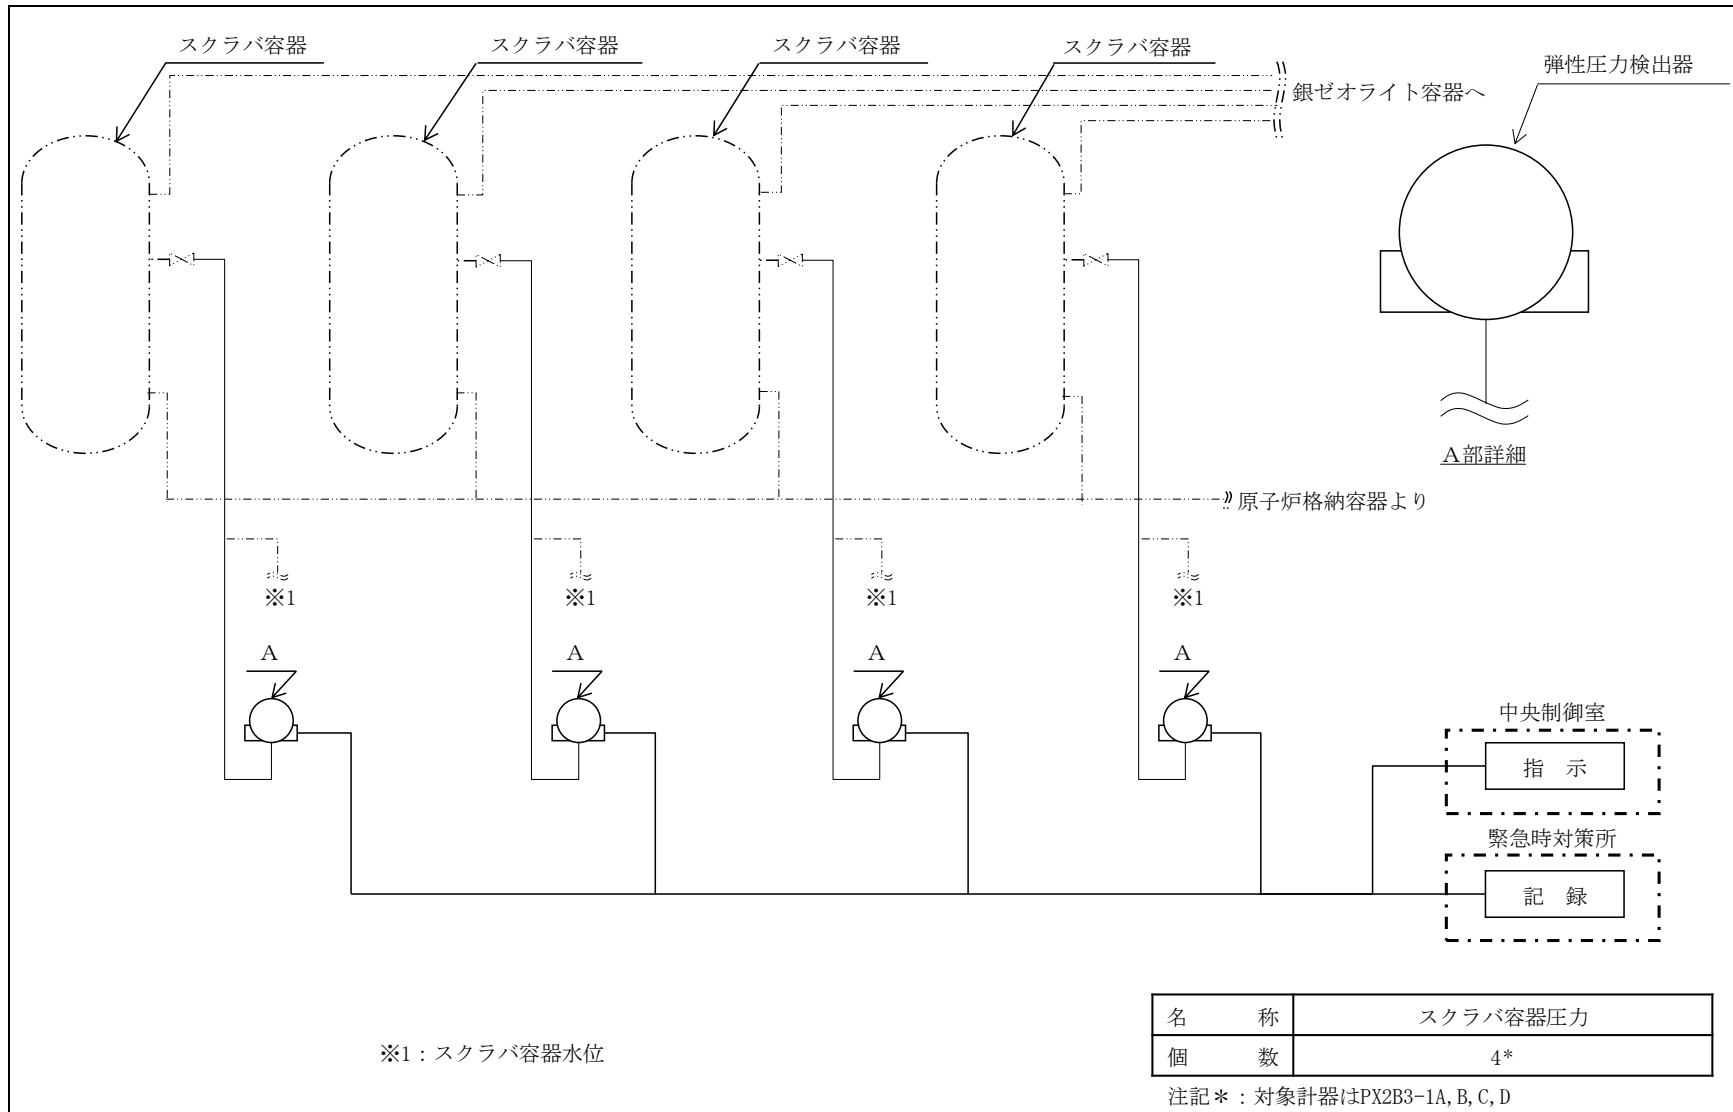 スクラバ容器
スクラバ容器
スクラバ容器
スクラバ容器
弾性圧力検出器
銀ゼオライト容器へ
A部詳細
原子炉格納容器より
※1
※1
※1
※1
A
A
A
A
中央制御室
指 示
緊急時対策所
記 録
名 称 スクラバ容器圧力
個 数 4*
※1：スクラバ容器水位
注記＊：対象計器はPX2B3-1A,B,C,D